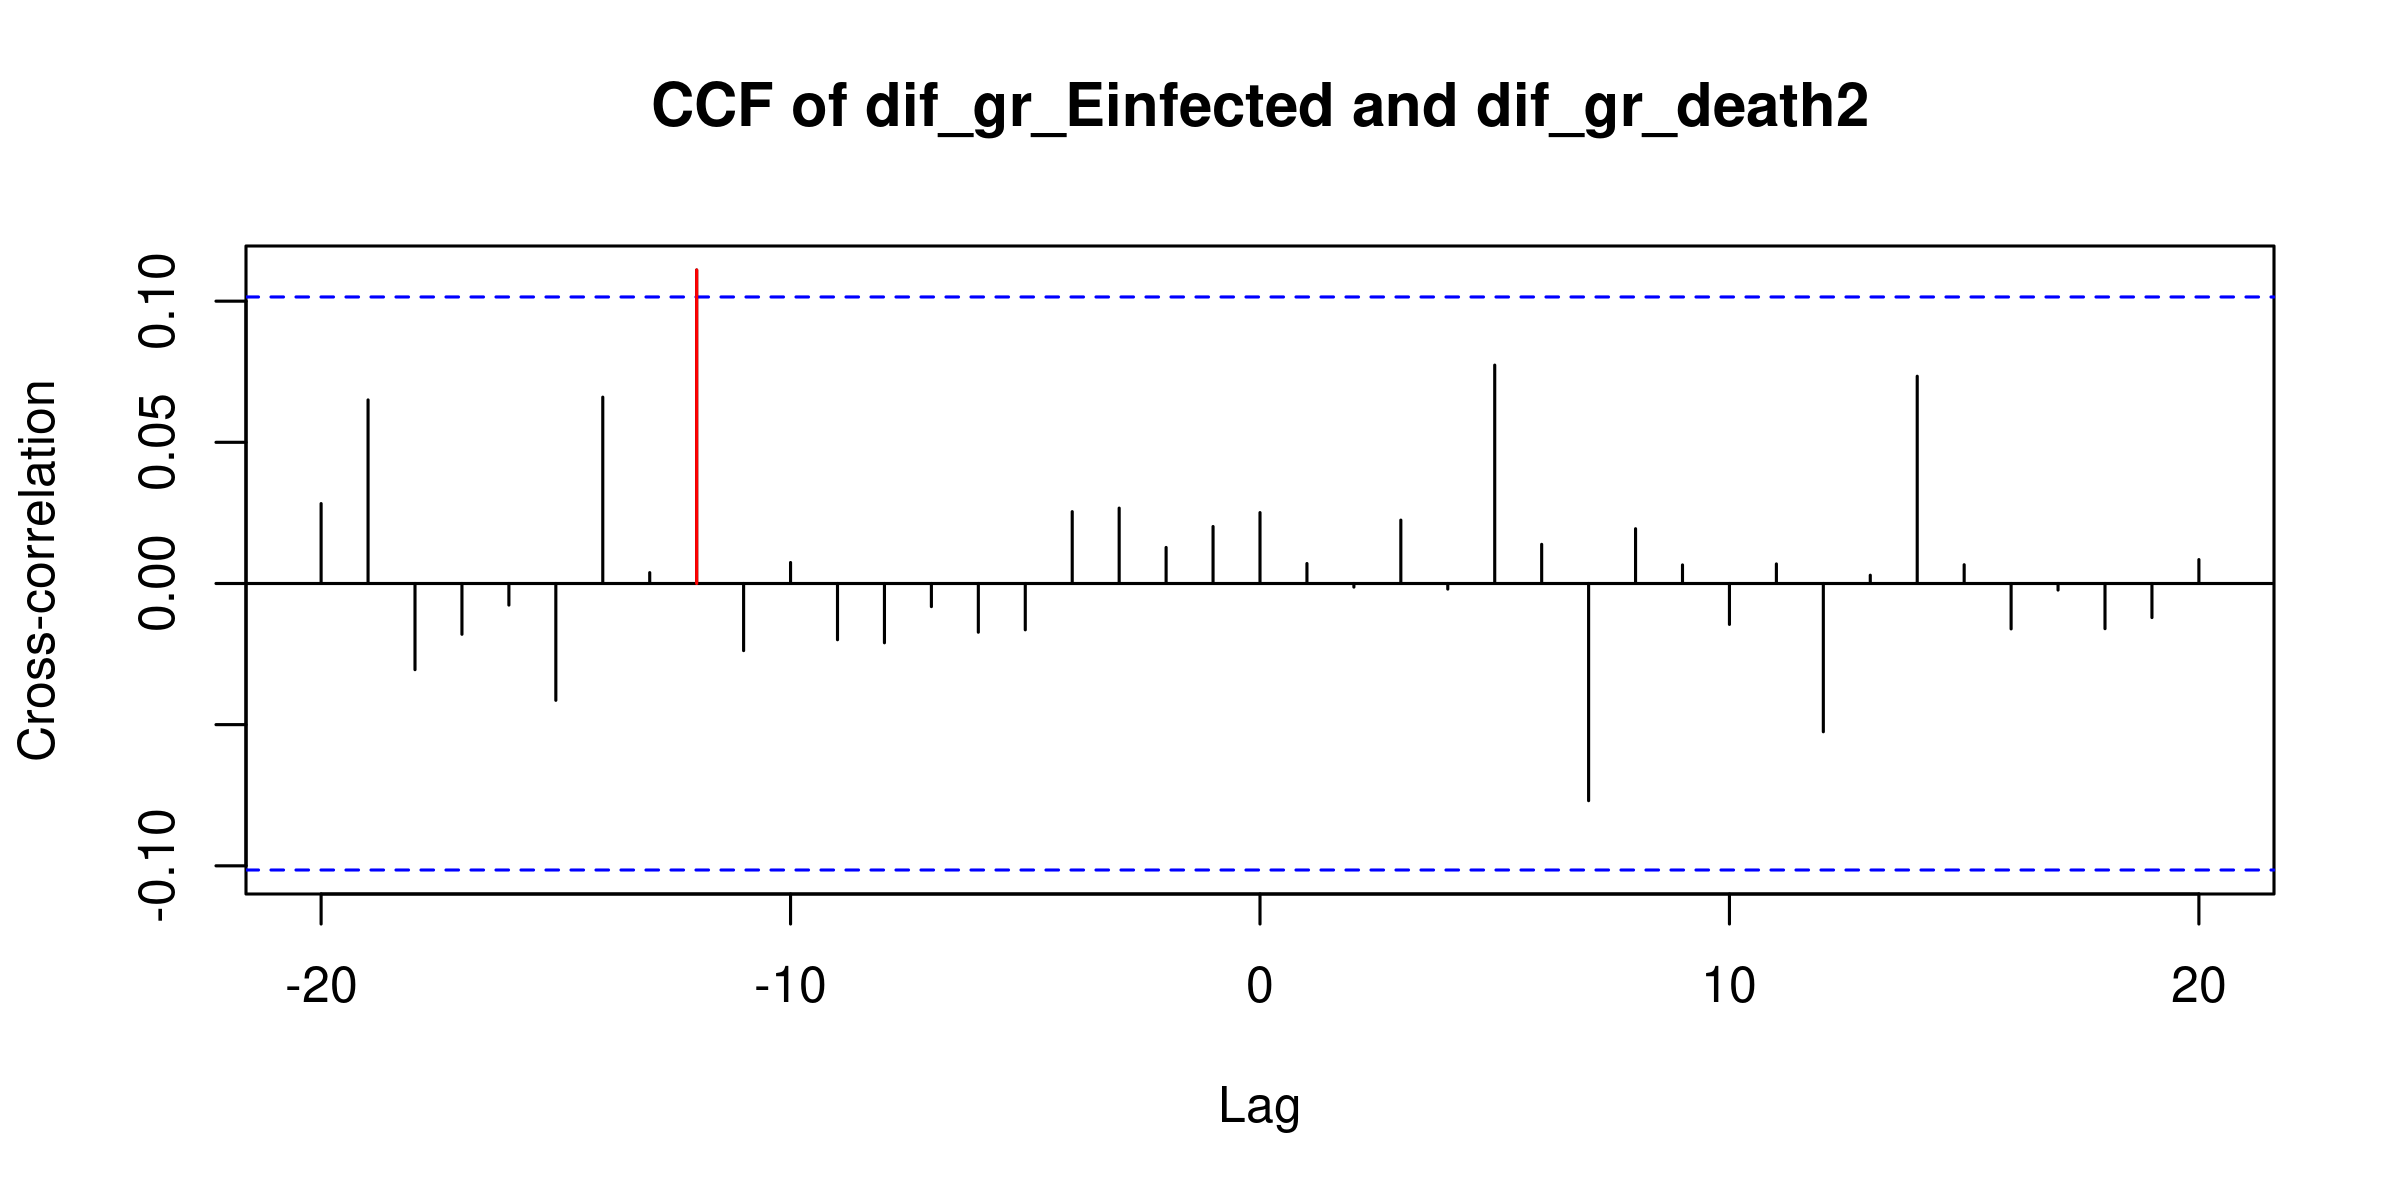 CCF of dif_gr_Einfected and dif_gr_death2
Cross-correlation
0.10
0.05
0.00
-0.10
-20 -10 0 10 20
Lag